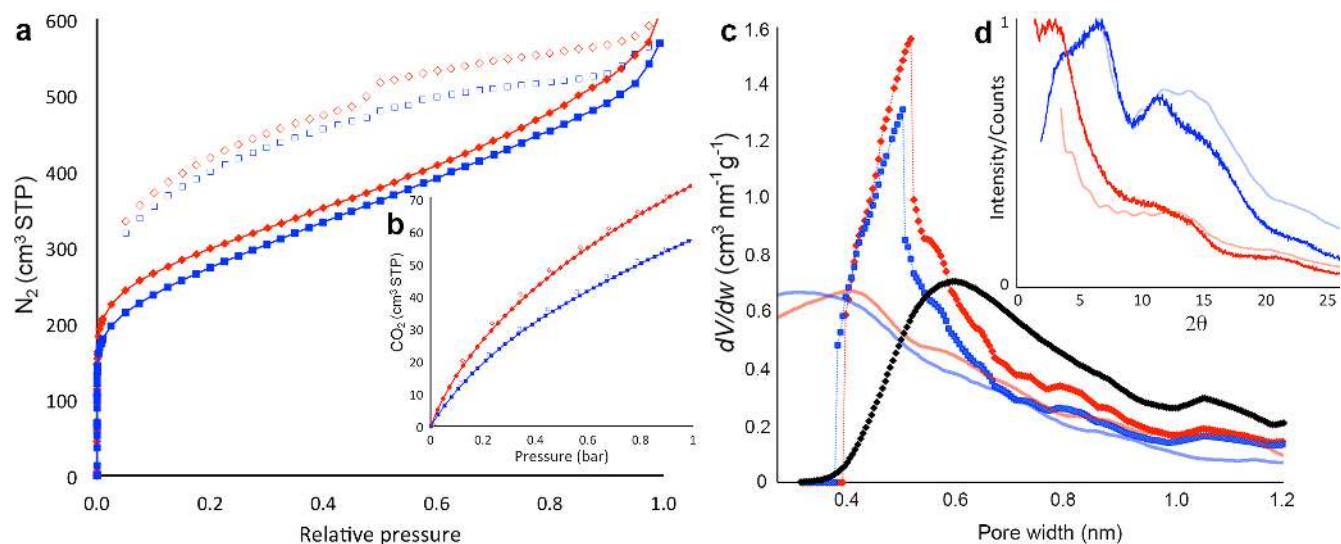 a
600
500
400
300
200
100
0
N₂ (cm³ STP)
0.0 0.2 0.4 0.6 0.8 1.0
Relative pressure
b
70
60
50
40
30
20
10
0
CO₂ (cm³ STP)
0 0.2 0.4 0.6 0.8 1
Pressure (bar)
c
1.6
1.4
1.2
1.0
0.8
0.6
0.4
0.2
0
dV/dw (cm³ nm⁻¹g⁻¹)
0.4 0.6 0.8 1.0 1.2
Pore width (nm)
d
1
0
Intensity/Counts
0 5 10 15 20 25
2θ